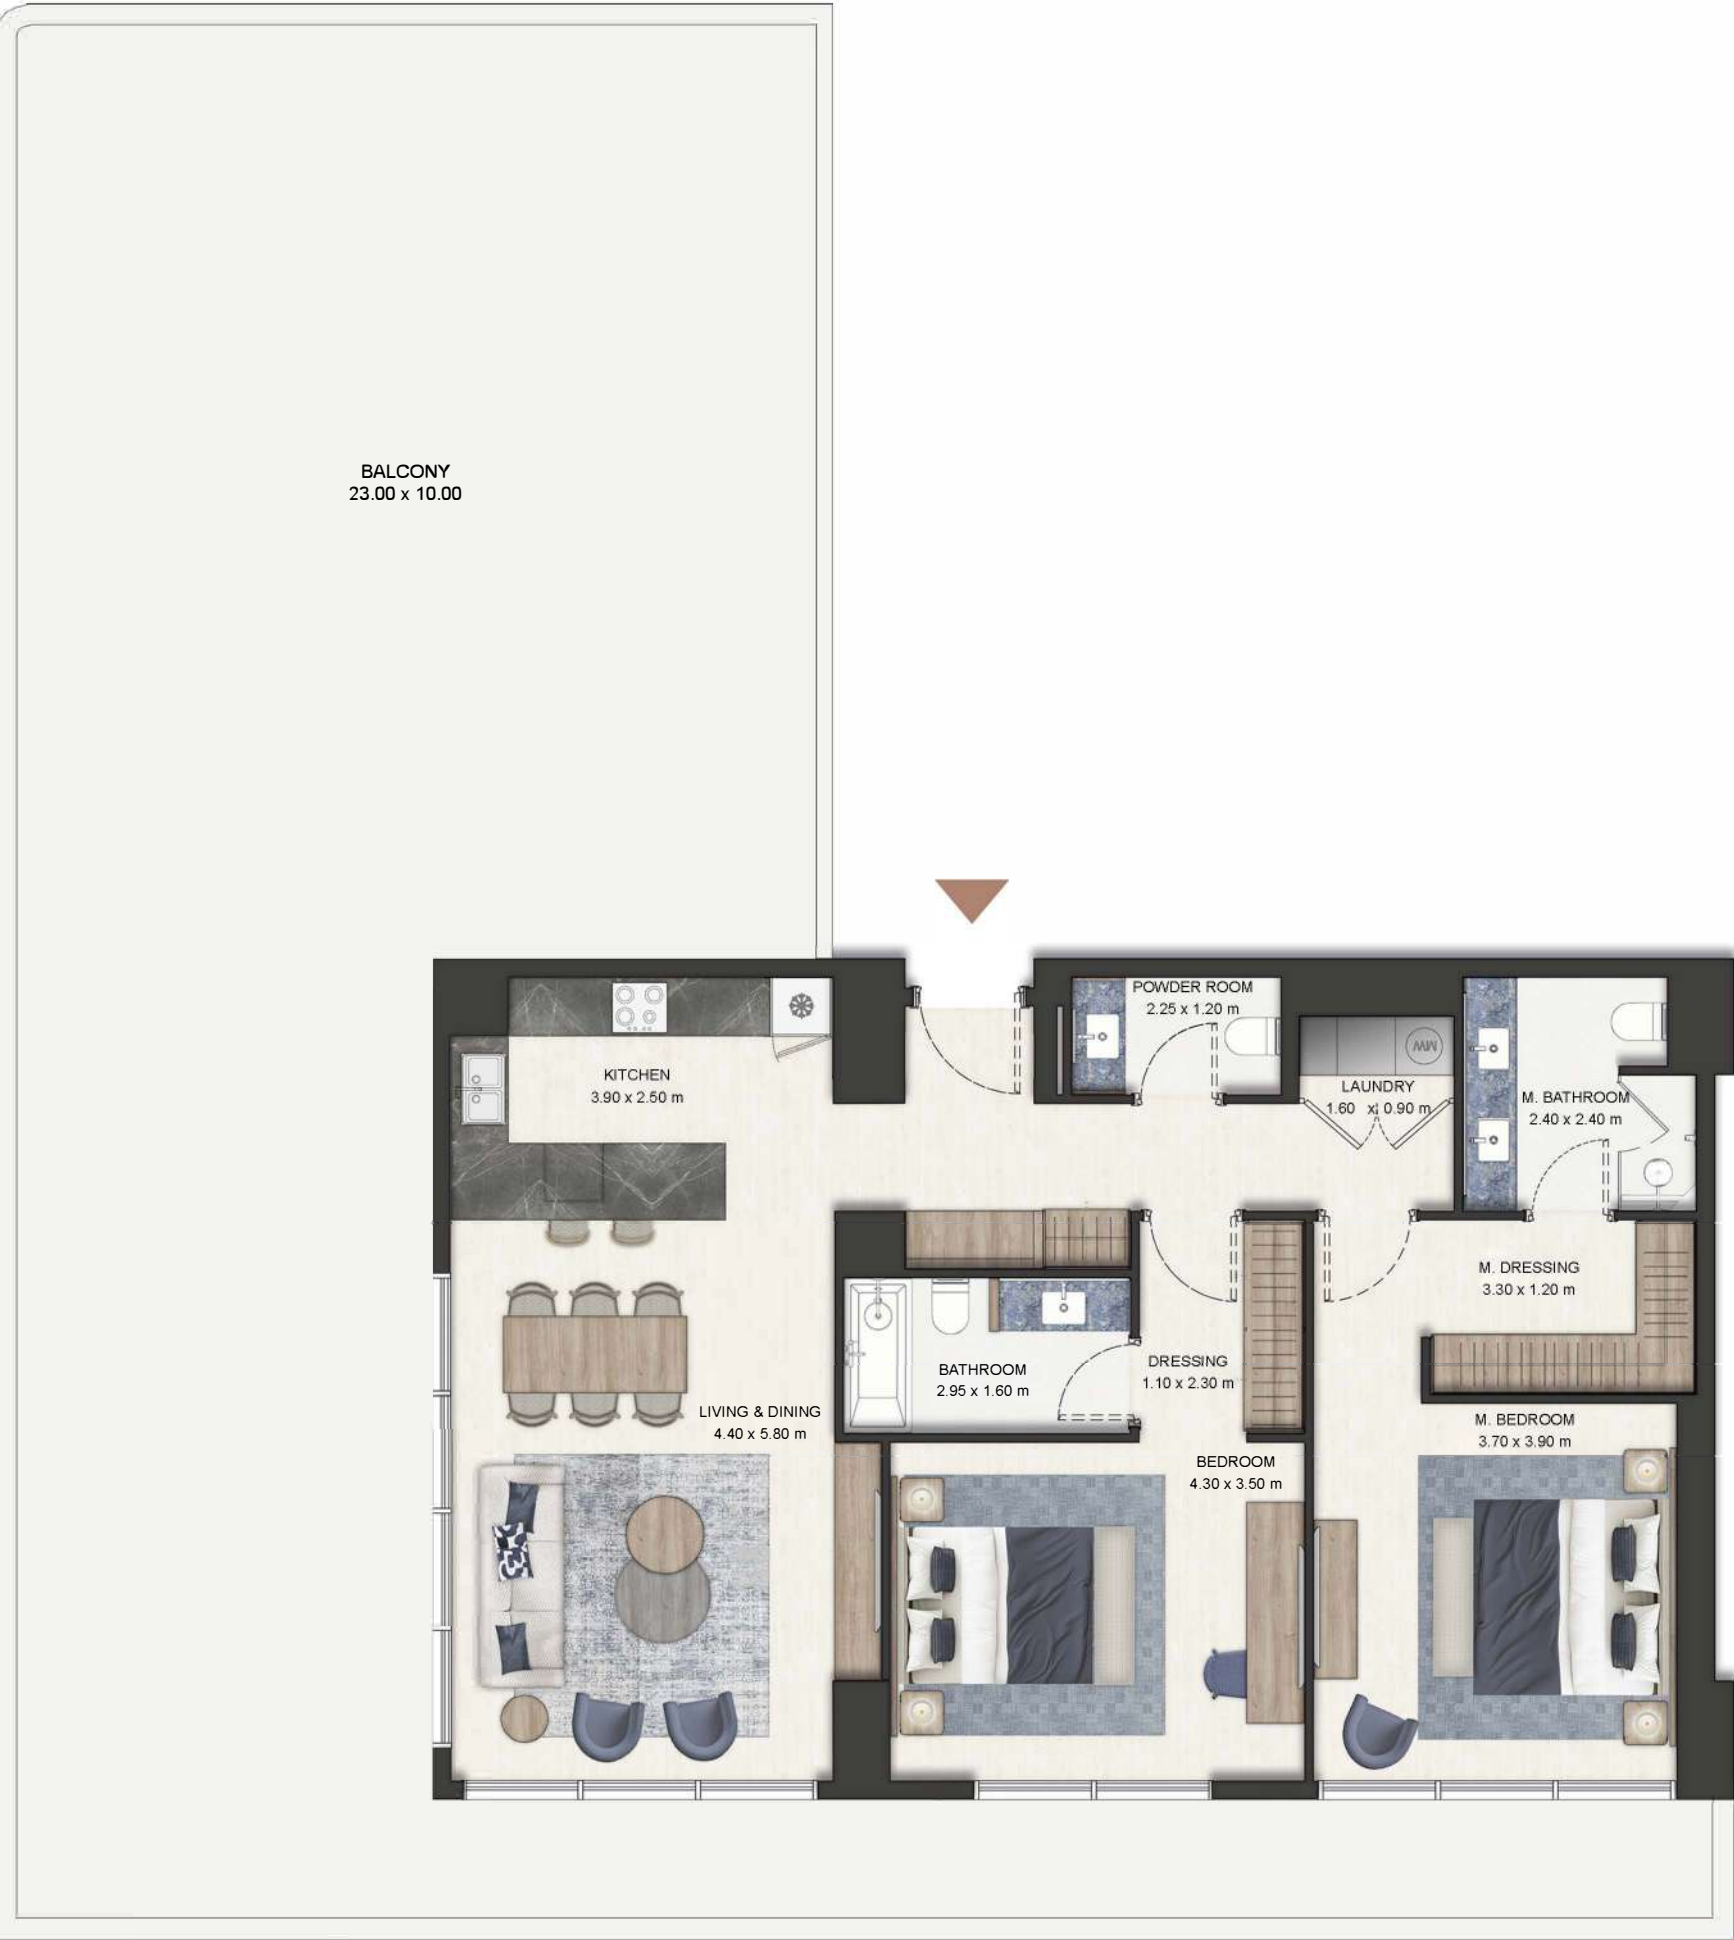 BALCONY
23.00 x 10.00
POWDER ROOM
2.25 x 1.20 m
KITCHEN
3.90 x 2.50 m
MW
LAUNDRY
1.60 x 0.90 m
M. BATHROOM
2.40 x 2.40 m
M. DRESSING
3.30 x 1.20 m
BATHROOM
2.95 x 1.60 m
DRESSING
1.10 x 2.30 m
LIVING & DINING
4.40 x 5.80 m
M. BEDROOM
3.70 x 3.90 m
BEDROOM
4.30 x 3.50 m